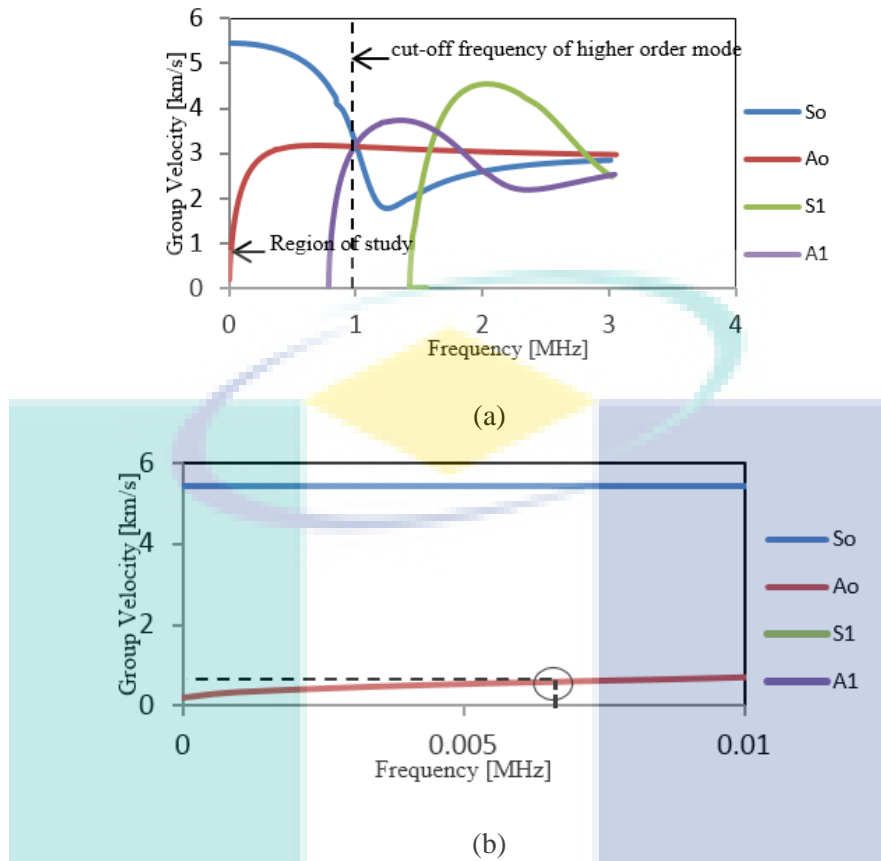 6
5
4
3
2
1
0
Group Velocity [km/s]
cut-off frequency of higher order mode
Region of study
0 1 2 3 4
Frequency [MHz]
So
Ao
S1
A1
(a)
6
4
2
0
Group Velocity [km/s]
0 0.005 0.01
Frequency [MHz]
So
Ao
S1
A1
(b)